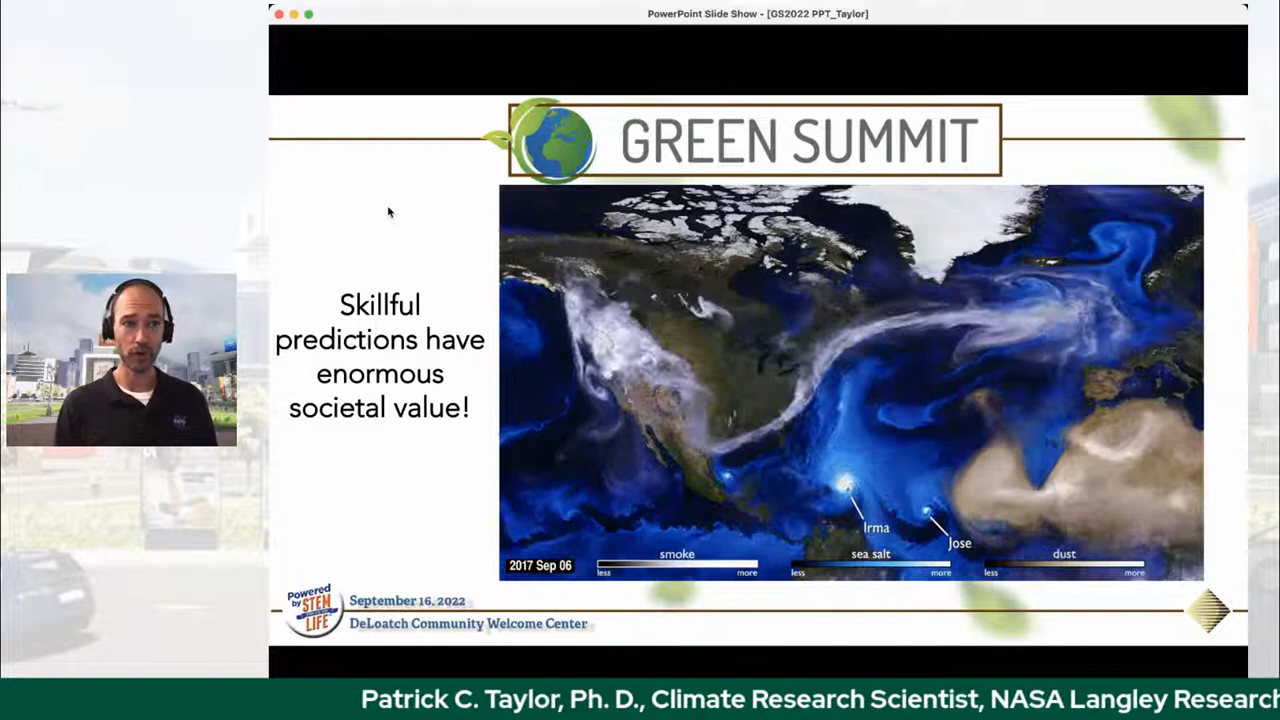 PowerPoint Slide Show - [GS2022 PPT_Taylor]
GREEN SUMMIT
Skillful
predictions have
enormous
societal value!
Irma
Jose
smoke
sea salt
dust
2017 Sep 06
less
more
less
more
less
more
Powered
by STEM
LIFE
September 16, 2022
DeLoatch Community Welcome Center
Patrick C. Taylor, Ph. D., Climate Research Scientist, NASA Langley Research